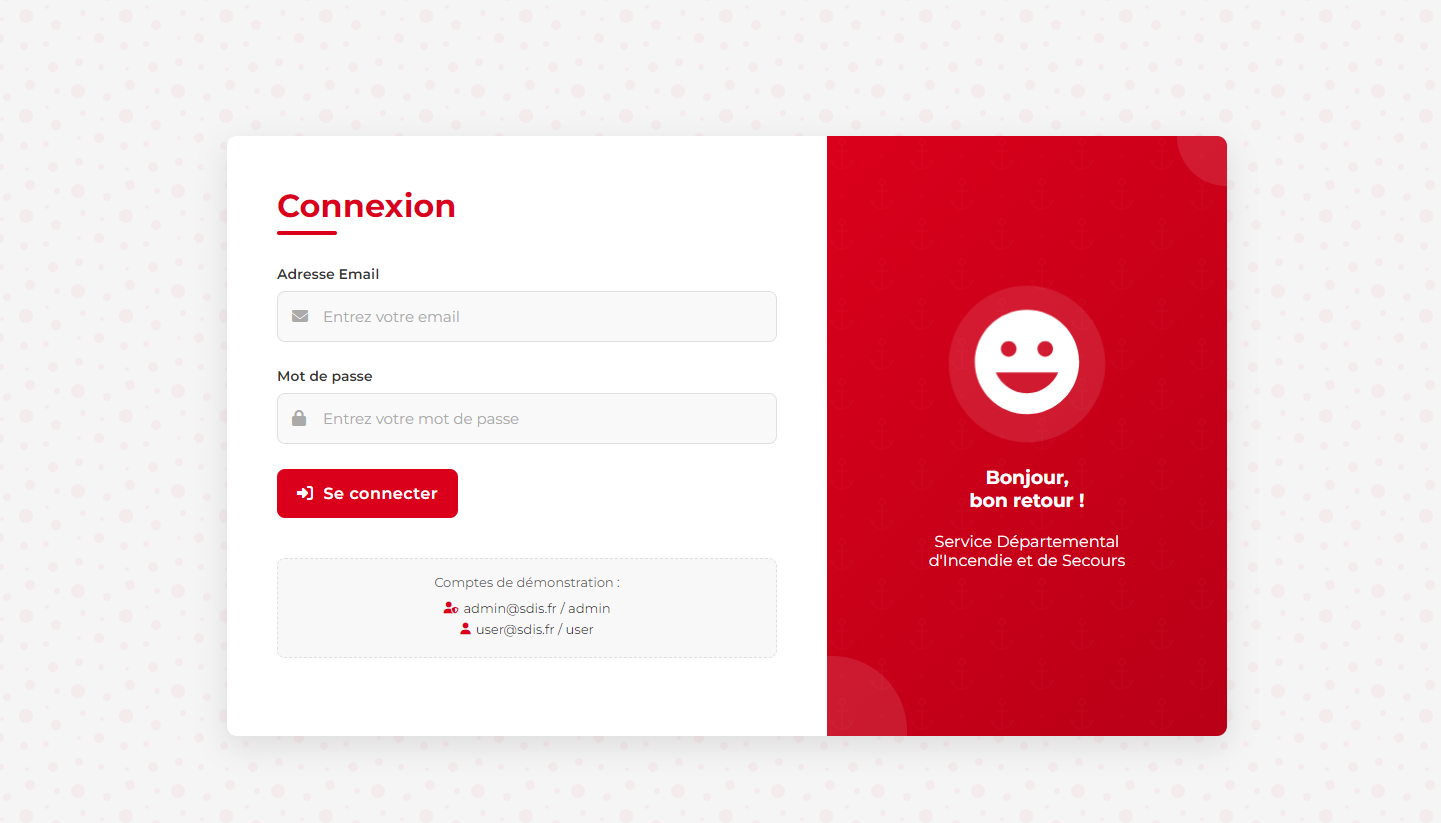 Connexion
Adresse Email
Entrez votre email
Mot de passe
Entrez votre mot de passe
Se connecter
Comptes de démonstration :
admin@sdis.fr / admin
user@sdis.fr / user
Bonjour,
bon retour !
Service Départemental
d'Incendie et de Secours